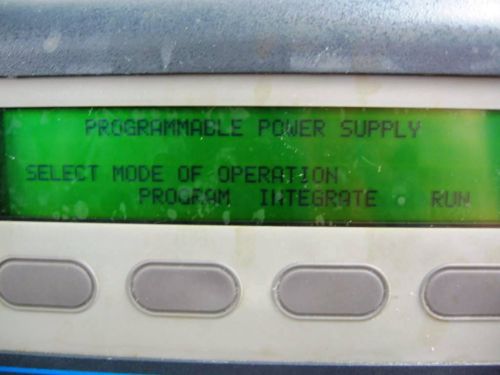 PROGRAMMABLE POWER SUPPLY
SELECT MODE OF OPERATION
PROGRAM INTEGRATE RUN